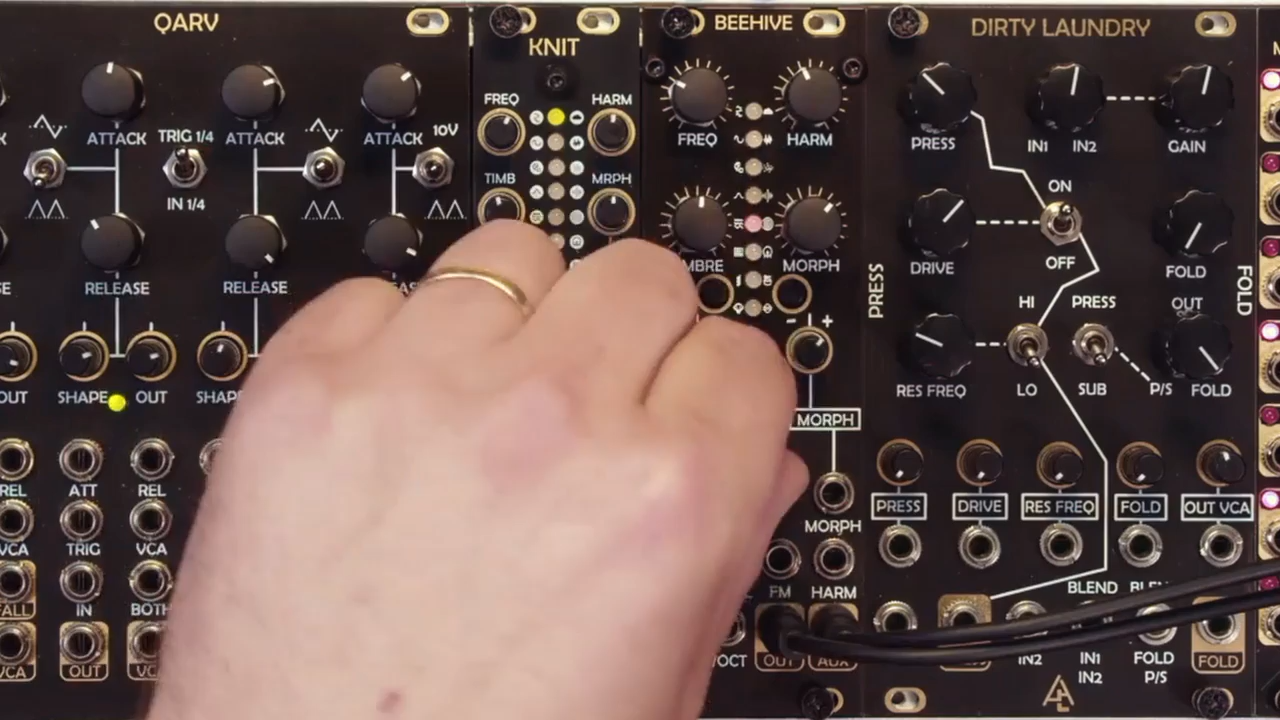 QARV
ATTACK
TRIG 1/4
ATTACK
ATTACK
10V
IN 1/4
RELEASE
RELEASE
OUT
SHAPE
OUT
REL
ATT
REL
VCA
TRIG
VCA
FALL
IN
BOTH
VCA
OUT
KNIT
FREQ
HARM
TIMB
MRPH
BEEHIVE
FREQ
HARM
MORPH
- +
MORPH
MORPH
FM
HARM
OUT
AUX
DIRTY LAUNDRY
PRESS
IN1
IN2
GAIN
ON
DRIVE
OFF
FOLD
PRESS
HI
PRESS
OUT
FOLD
RES FREQ
LO
SUB
P/S
FOLD
PRESS
DRIVE
RES FREQ
FOLD
OUT VCA
BLEND
IN2
IN1
IN2
FOLD
P/S
FOLD